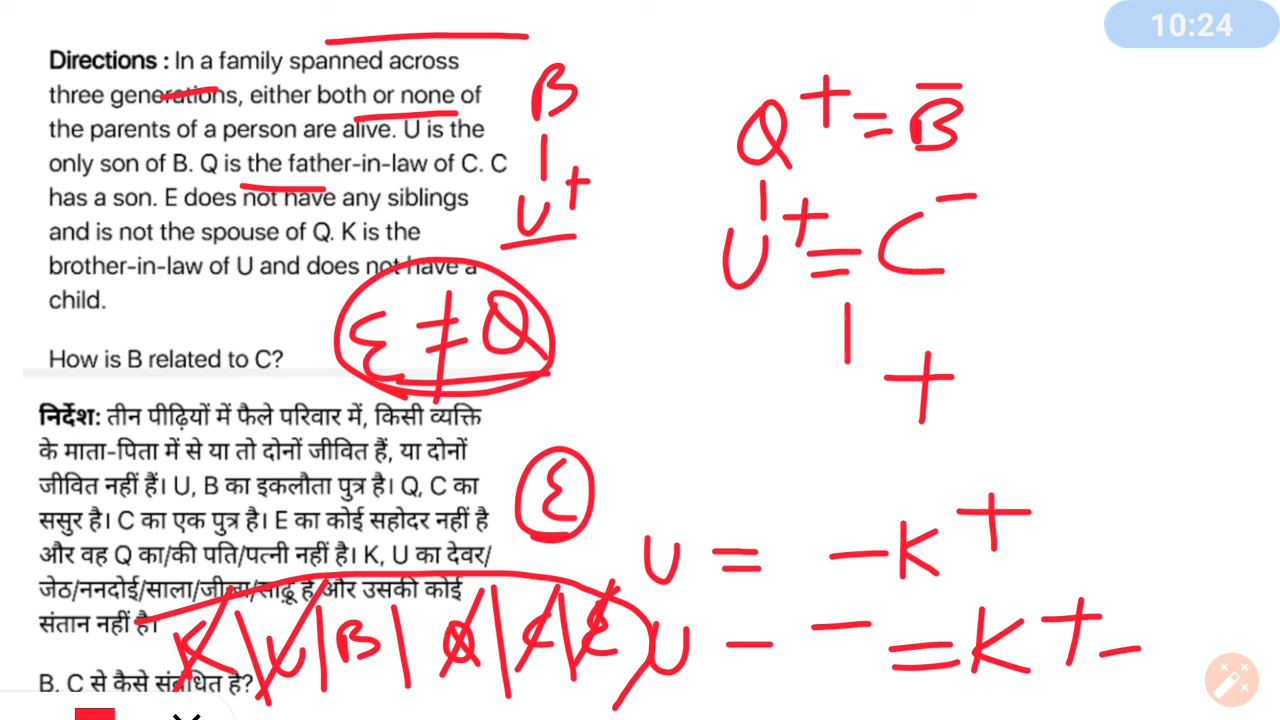 10:24
Directions : In a family spanned across
three generations, either both or none of
the parents of a person are alive. U is the
only son of B. Q is the father-in-law of C. C
has a son. E does not have any siblings
and is not the spouse of Q. K is the
brother-in-law of U and does not have a
child.
How is B related to C?
निर्देश: तीन पीढ़ियों में फैले परिवार में, किसी व्यक्ति
के माता-पिता में से या तो दोनों जीवित हैं, या दोनों
जीवित नहीं हैं। U, B का इकलौता पुत्र है। Q, C का
ससुर है। C का एक पुत्र है। E का कोई सहोदर नहीं है
और वह Q का/की पति/पत्नी नहीं है। K, U का देवर/
जेठ/ननदोई/साला/जीजा/साढ़ू है और उसकी कोई
संतान नहीं है।
B, C से कैसे संबंधित है?
B
U +
Q + = B
U + = C −
+
E ≠ Q
E
U = − K +
U − − = K + −
K | U | B | Q | C | E